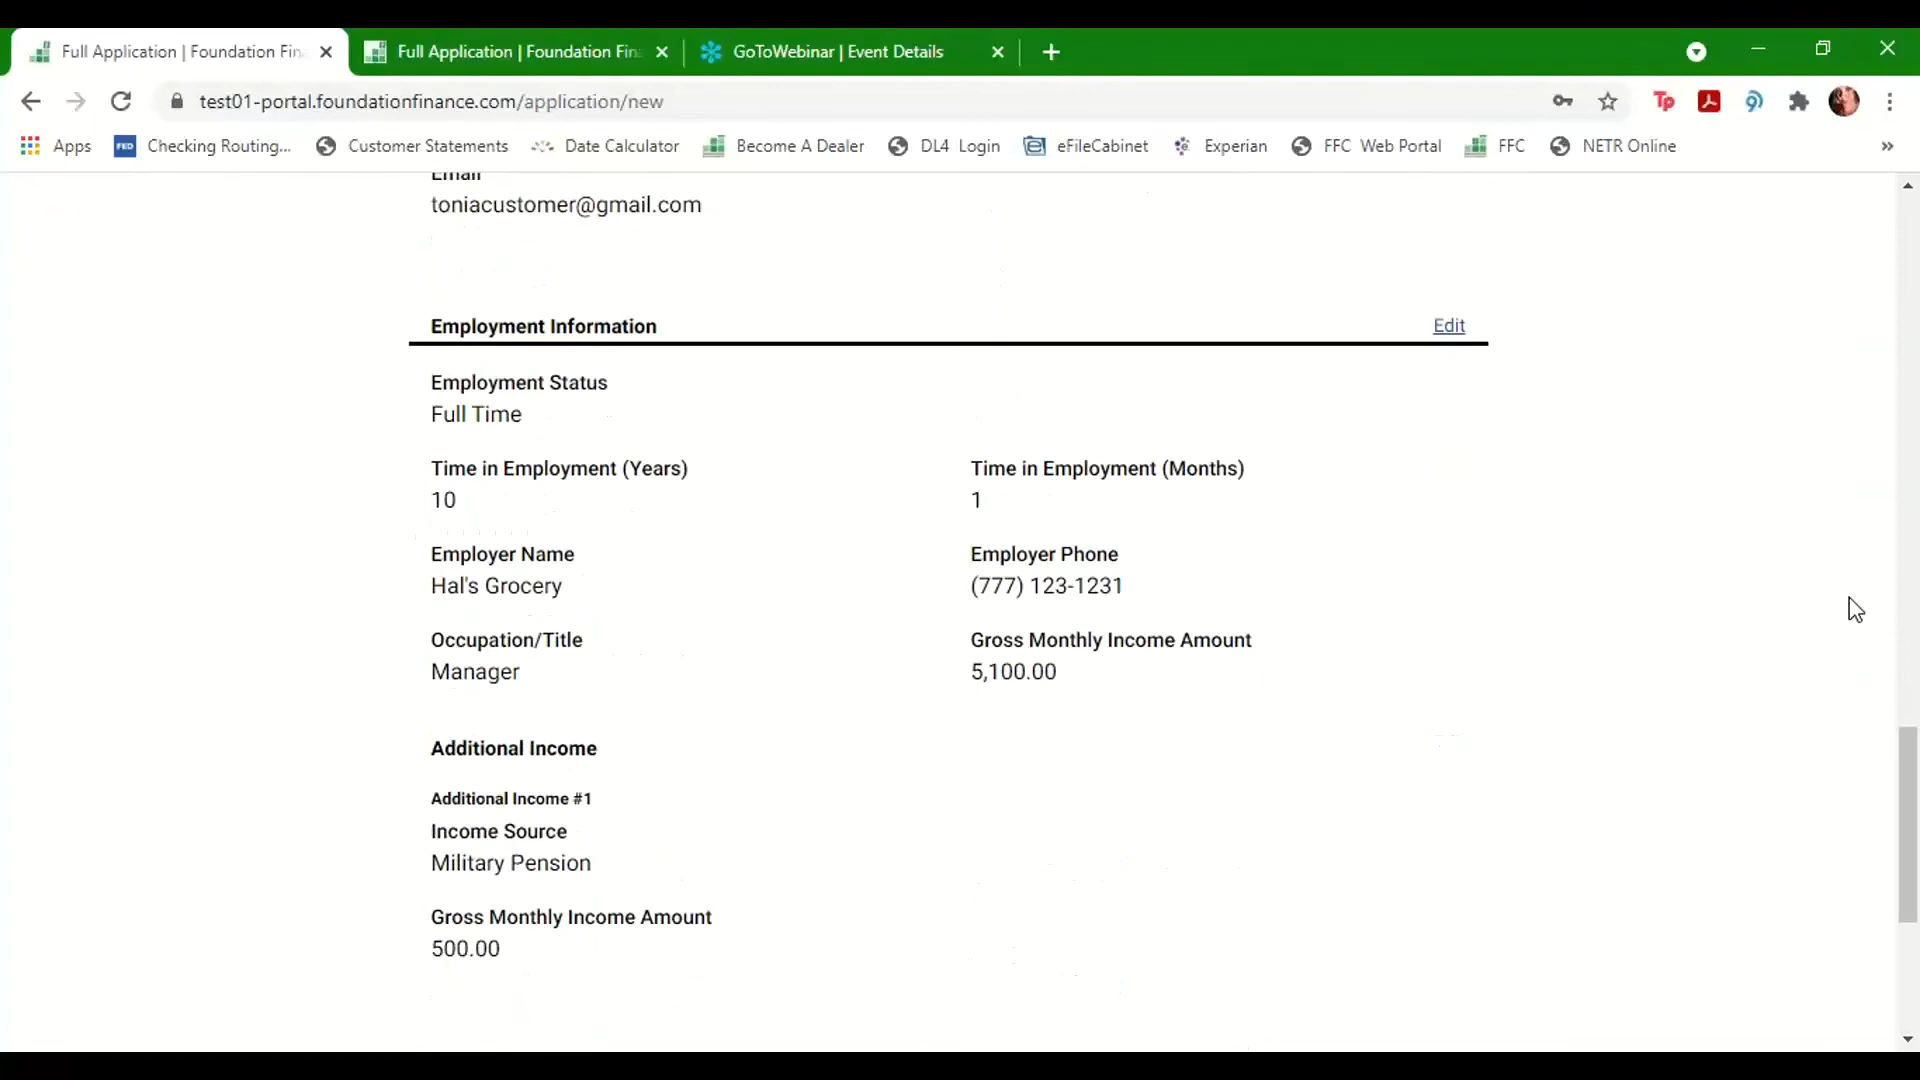 Full Application | Foundation Fin
Full Application | Foundation Fin
GoToWebinar | Event Details
test01-portal.foundationfinance.com/application/new
Apps
FED
Checking Routing...
Customer Statements
Date Calculator
Become A Dealer
DL4 Login
eFileCabinet
Experian
FFC Web Portal
FFC
NETR Online
»
Email
toniacustomer@gmail.com
Employment Information
Edit
Employment Status
Full Time
Time in Employment (Years)
10
Time in Employment (Months)
1
Employer Name
Hal's Grocery
Employer Phone
(777) 123-1231
Occupation/Title
Manager
Gross Monthly Income Amount
5,100.00
Additional Income
Additional Income #1
Income Source
Military Pension
Gross Monthly Income Amount
500.00